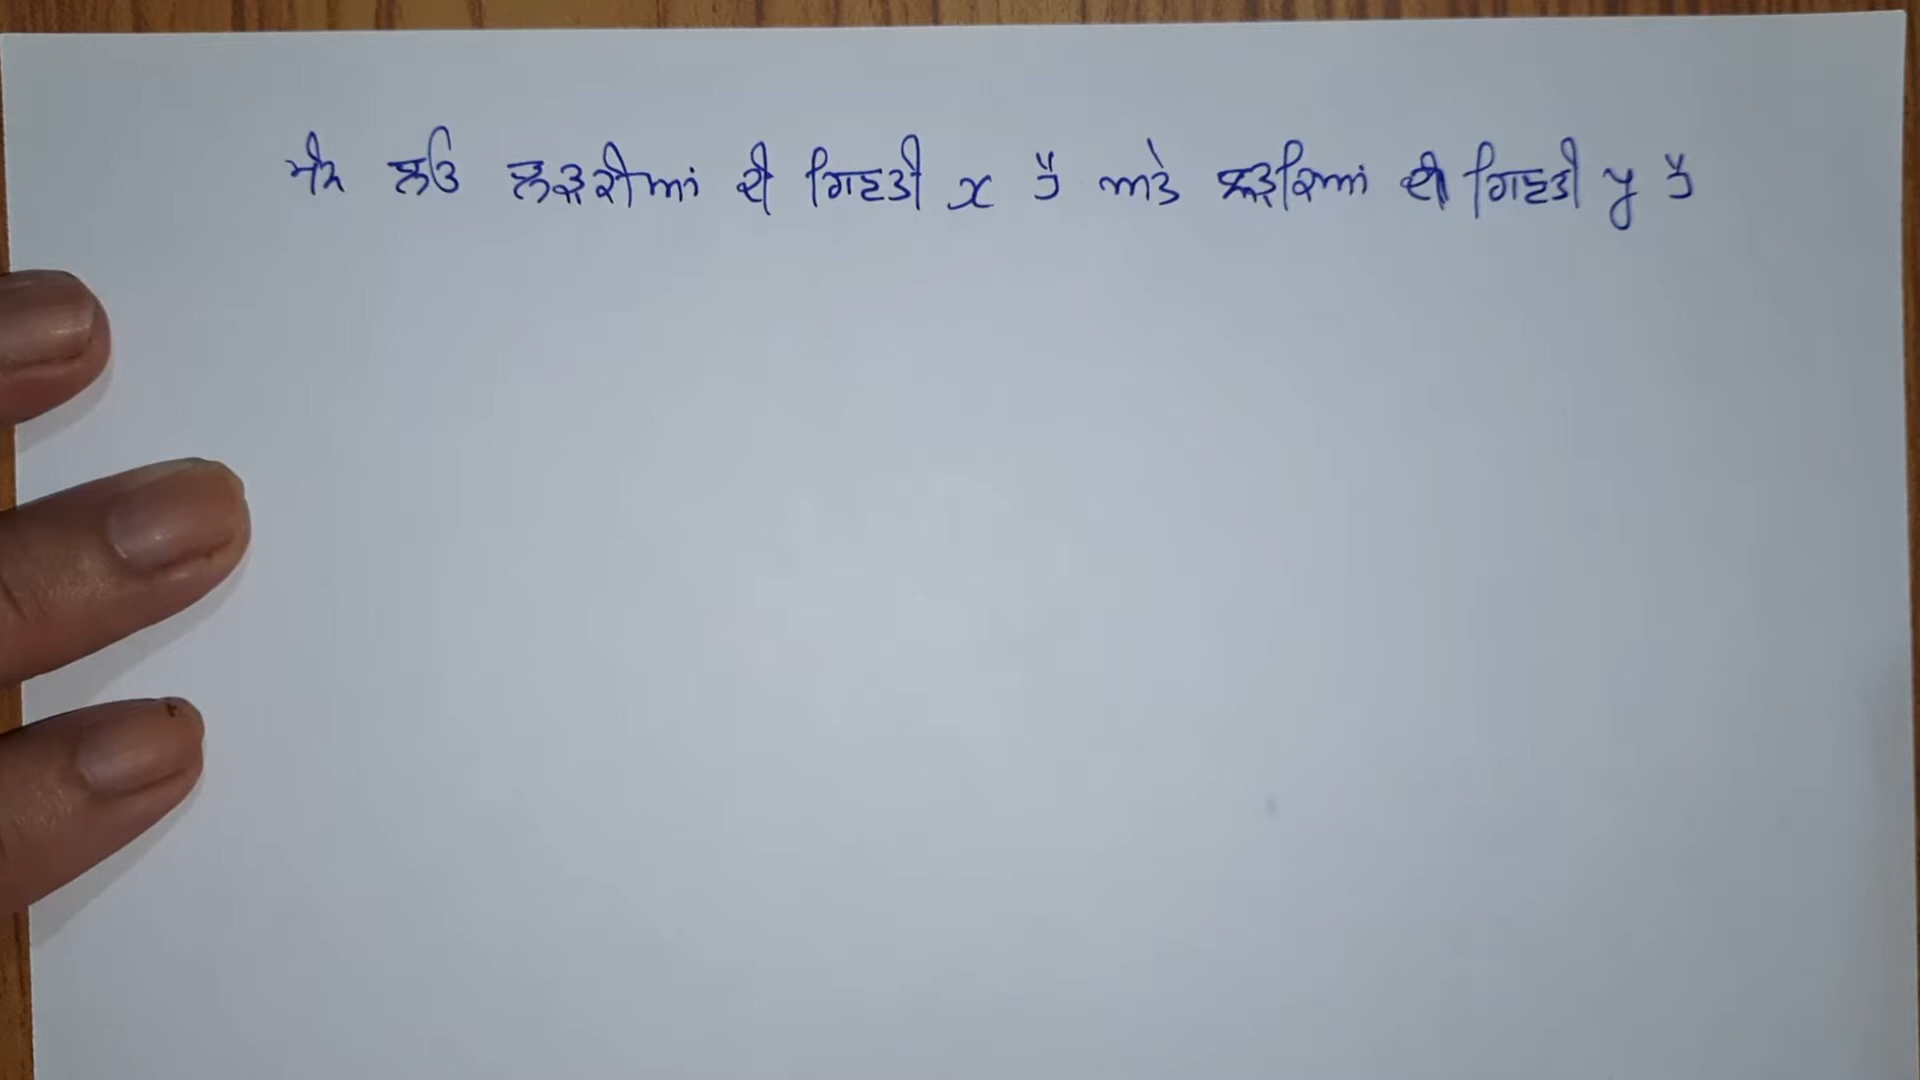 ਮੰਨ ਲਓ ਲੜਕੀਆਂ ਦੀ ਗਿਣਤੀ x ਹੈ ਅਤੇ ਲੜਕਿਆਂ ਦੀ ਗਿਣਤੀ y ਹੈ